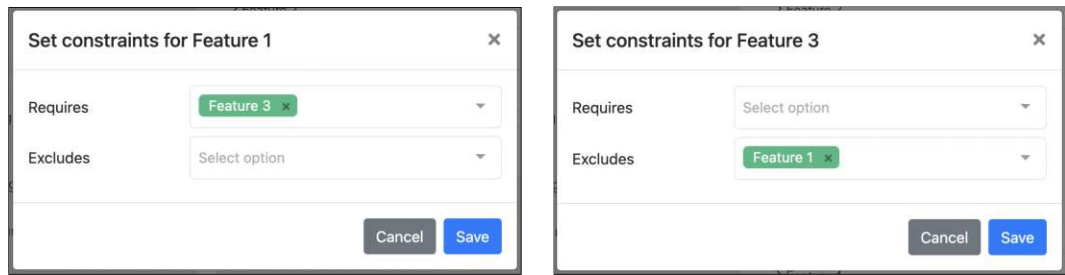 Set constraints for Feature 1 ×
Requires Feature 3 ×
Excludes Select option
Cancel Save
Set constraints for Feature 3 ×
Requires Select option
Excludes Feature 1 ×
Cancel Save